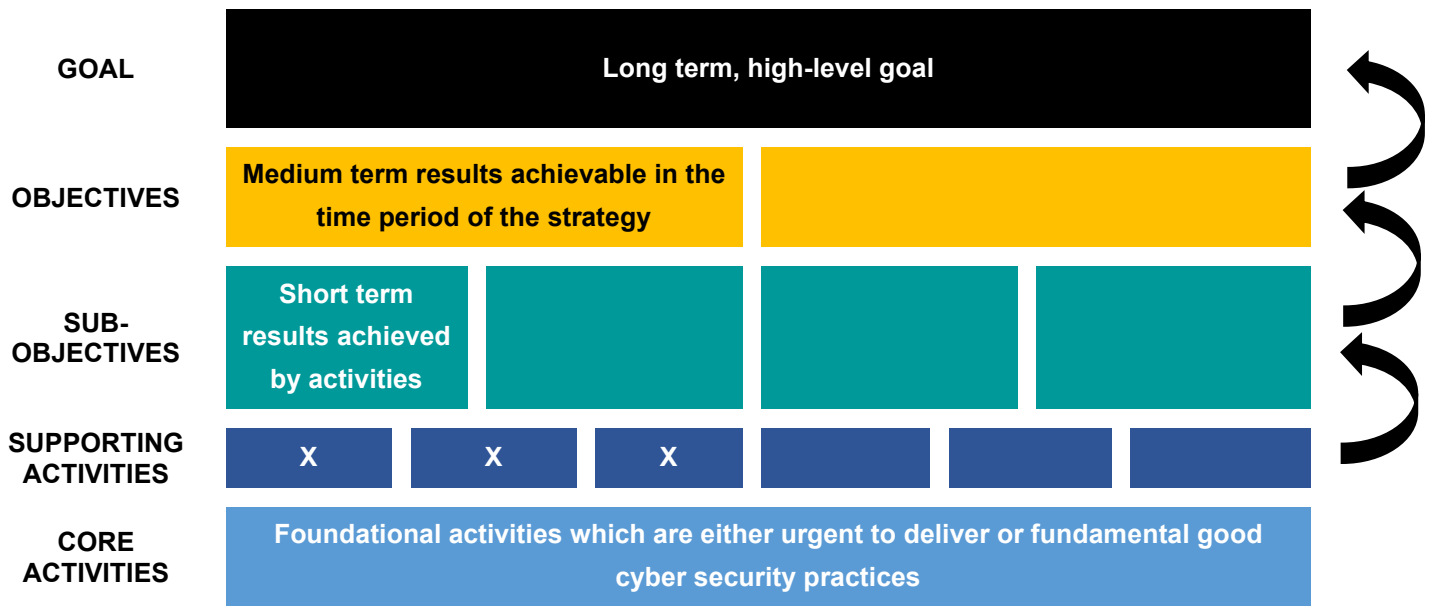 GOAL
Long term, high-level goal
OBJECTIVES
Medium term results achievable in the
time period of the strategy
SUB-
OBJECTIVES
Short term
results achieved
by activities
SUPPORTING
ACTIVITIES
X
X
X
CORE
ACTIVITIES
Foundational activities which are either urgent to deliver or fundamental good
cyber security practices